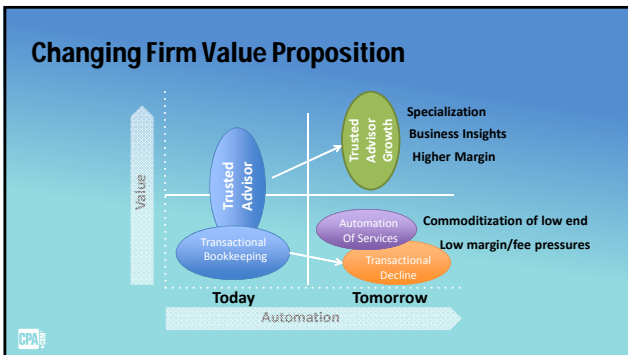 Changing Firm Value Proposition
Value
Trusted
Advisor
Transactional
Bookkeeping
Trusted
Advisor
Growth
Specialization
Business Insights
Higher Margin
Automation
Of Services
Transactional
Decline
Commoditization of low end
Low margin/fee pressures
Today
Tomorrow
Automation
CPA
.COM